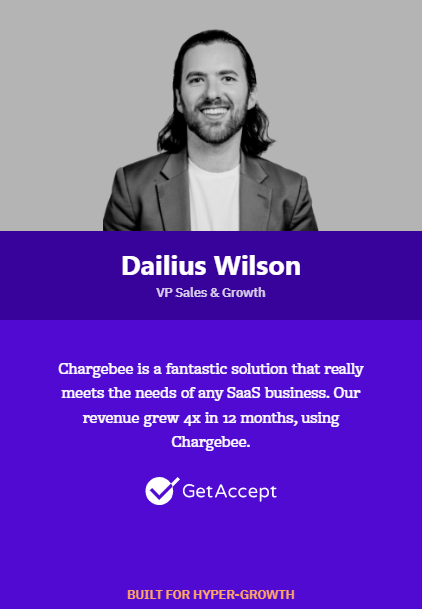 Dailius Wilson
VP Sales & Growth
Chargebee is a fantastic solution that really
meets the needs of any SaaS business. Our
revenue grew 4x in 12 months, using
Chargebee.
GetAccept
BUILT FOR HYPER-GROWTH